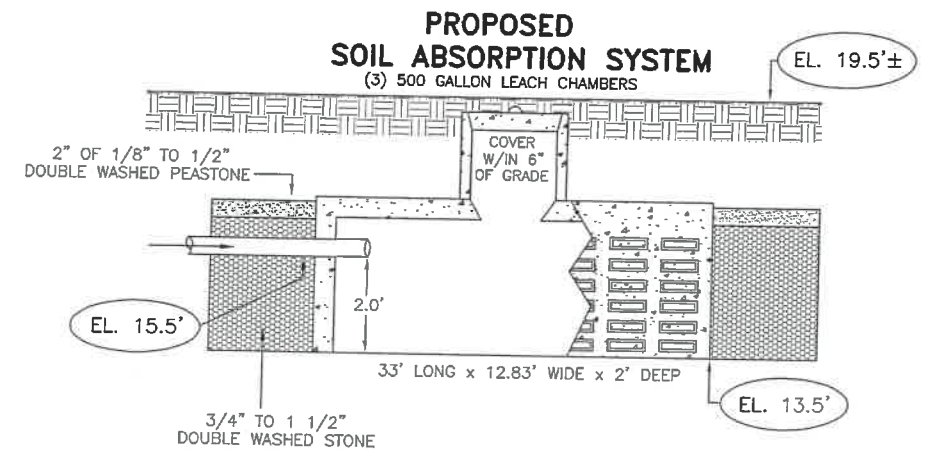 PROPOSED
SOIL ABSORPTION SYSTEM
(3) 500 GALLON LEACH CHAMBERS
EL. 19.5'±
COVER
W/IN 6"
OF GRADE
2" OF 1/8" TO 1/2"
DOUBLE WASHED PEASTONE
2.0'
EL. 15.5'
33' LONG x 12.83' WIDE x 2' DEEP
EL. 13.5'
3/4" TO 1 1/2"
DOUBLE WASHED STONE